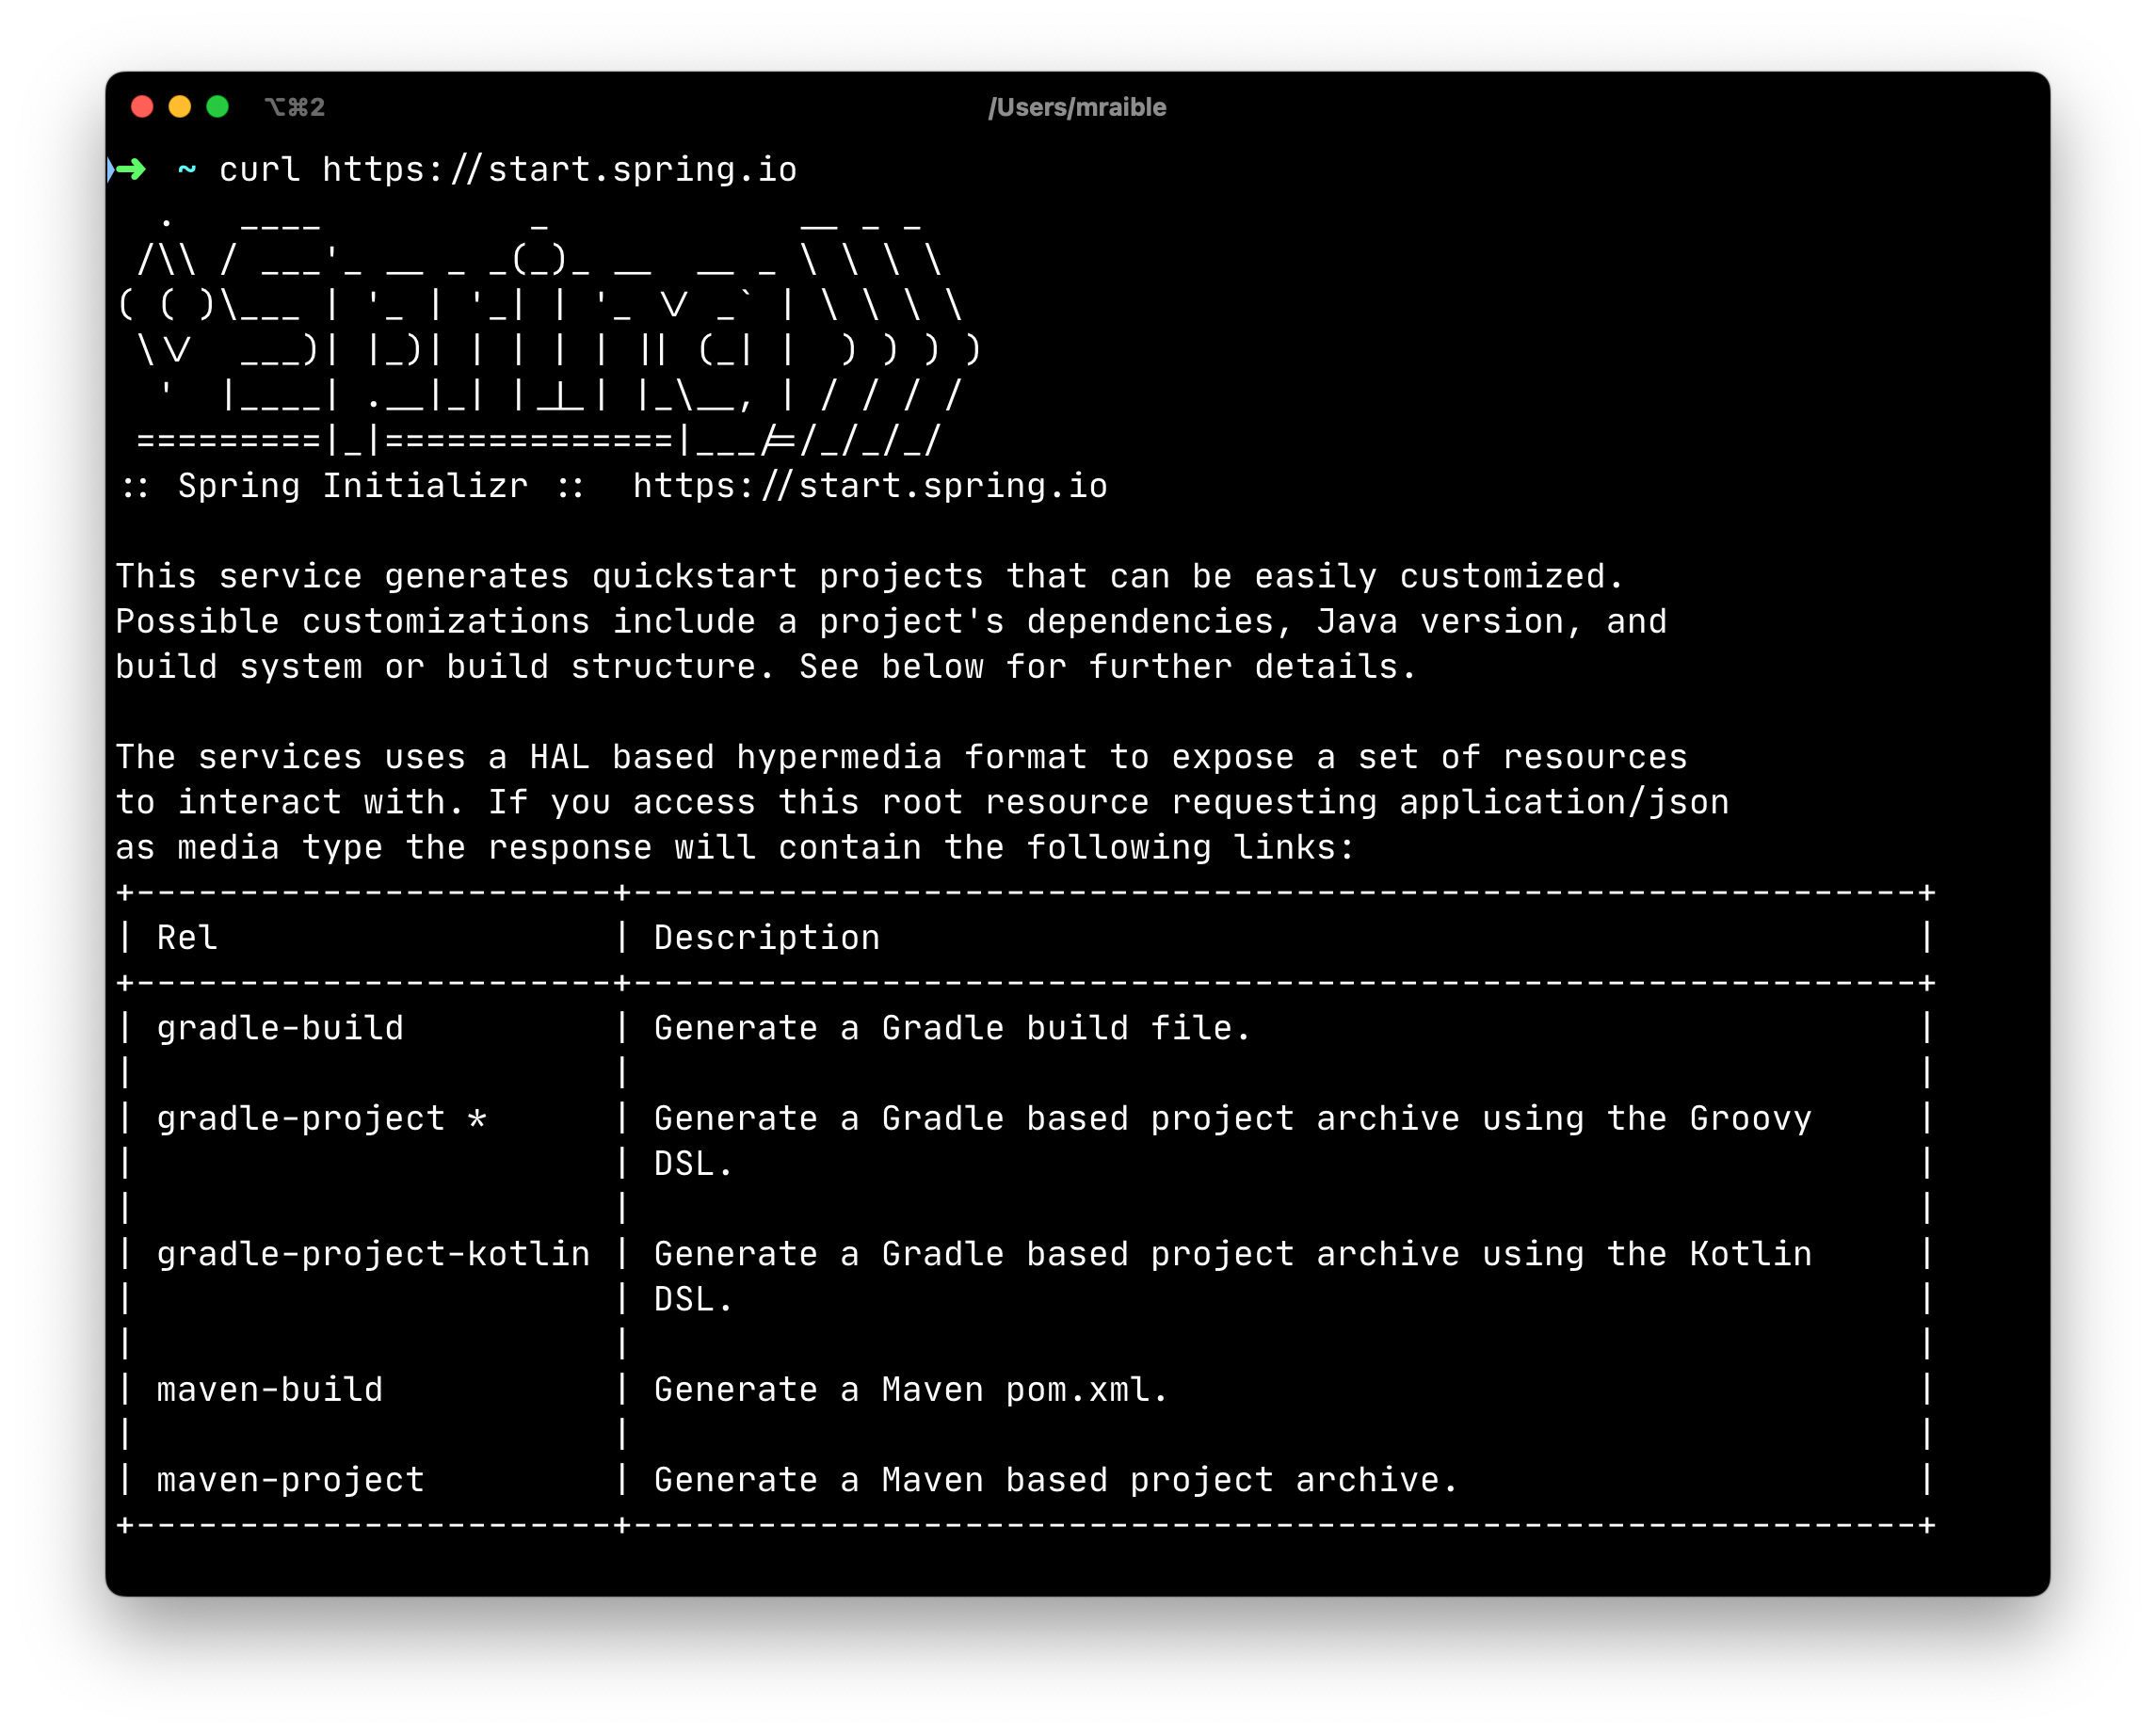 ⌥⌘2 /Users/mraible
➜ ~ curl https://start.spring.io
  .   ____          _            __ _ _
 /\\ / ___'_ __ _ _(_)_ __  __ _ \ \ \ \
( ( )\___ | '_ | '_| | '_ \/ _` | \ \ \ \
 \\/  ___)| |_)| | | | | || (_| |  ) ) ) )
  '  |____| .__|_| |_|_| |_\__, | / / / /
 =========|_|==============|___/=/_/_/_/
:: Spring Initializr ::  https://start.spring.io
This service generates quickstart projects that can be easily customized.
Possible customizations include a project's dependencies, Java version, and
build system or build structure. See below for further details.
The services uses a HAL based hypermedia format to expose a set of resources
to interact with. If you access this root resource requesting application/json
as media type the response will contain the following links:
+-----------------------+--------------------------------------------------------------+
| Rel                   | Description                                                  |
+-----------------------+--------------------------------------------------------------+
| gradle-build          | Generate a Gradle build file.                                |
|                       |                                                              |
| gradle-project *      | Generate a Gradle based project archive using the Groovy     |
|                       | DSL.                                                         |
|                       |                                                              |
| gradle-project-kotlin | Generate a Gradle based project archive using the Kotlin     |
|                       | DSL.                                                         |
|                       |                                                              |
| maven-build           | Generate a Maven pom.xml.                                    |
|                       |                                                              |
| maven-project         | Generate a Maven based project archive.                      |
+-----------------------+--------------------------------------------------------------+